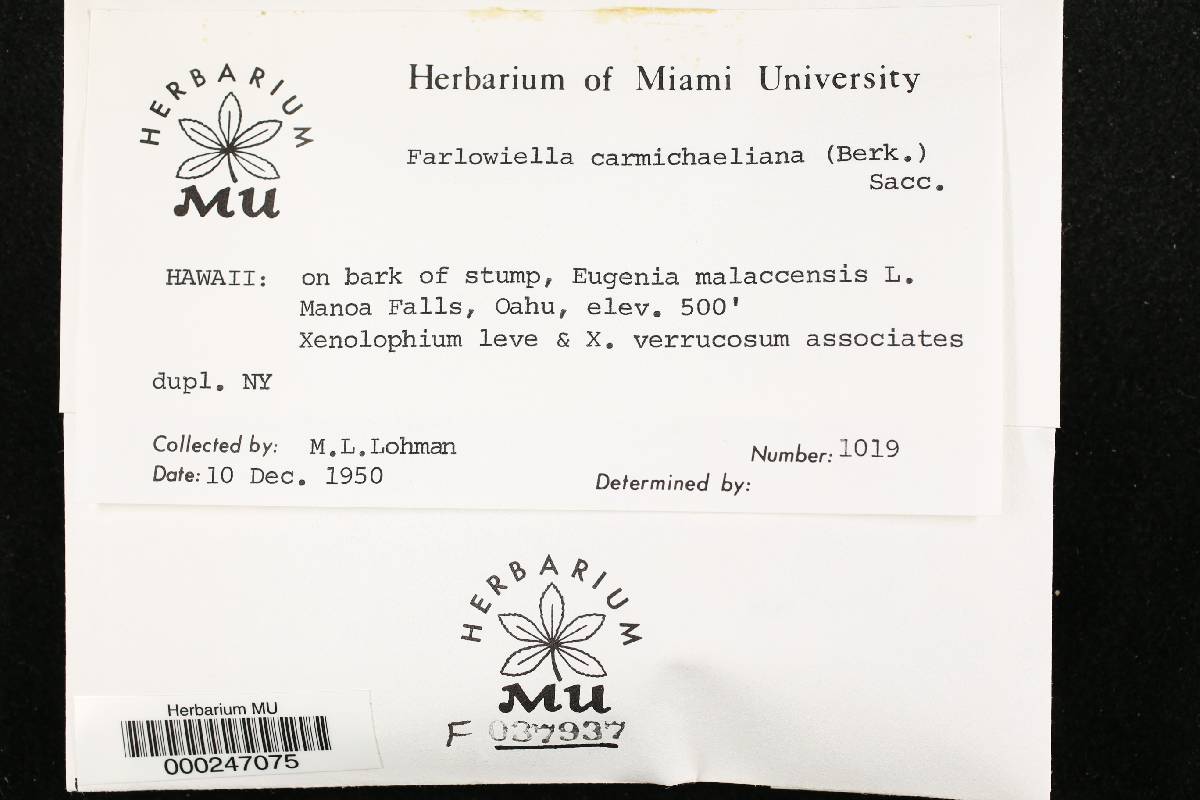 HERBARIUM
MU
Herbarium of Miami University
Farlowiella carmichaeliana (Berk.)
Sacc.
HAWAII: on bark of stump, Eugenia malaccensis L.
Manoa Falls, Oahu, elev. 500'
Xenolophium leve & X. verrucosum associates
dupl. NY
Collected by: M.L.Lohman
Number: 1019
Date: 10 Dec. 1950
Determined by:
HERBARIUM
MU
F 037937
Herbarium MU
000247075